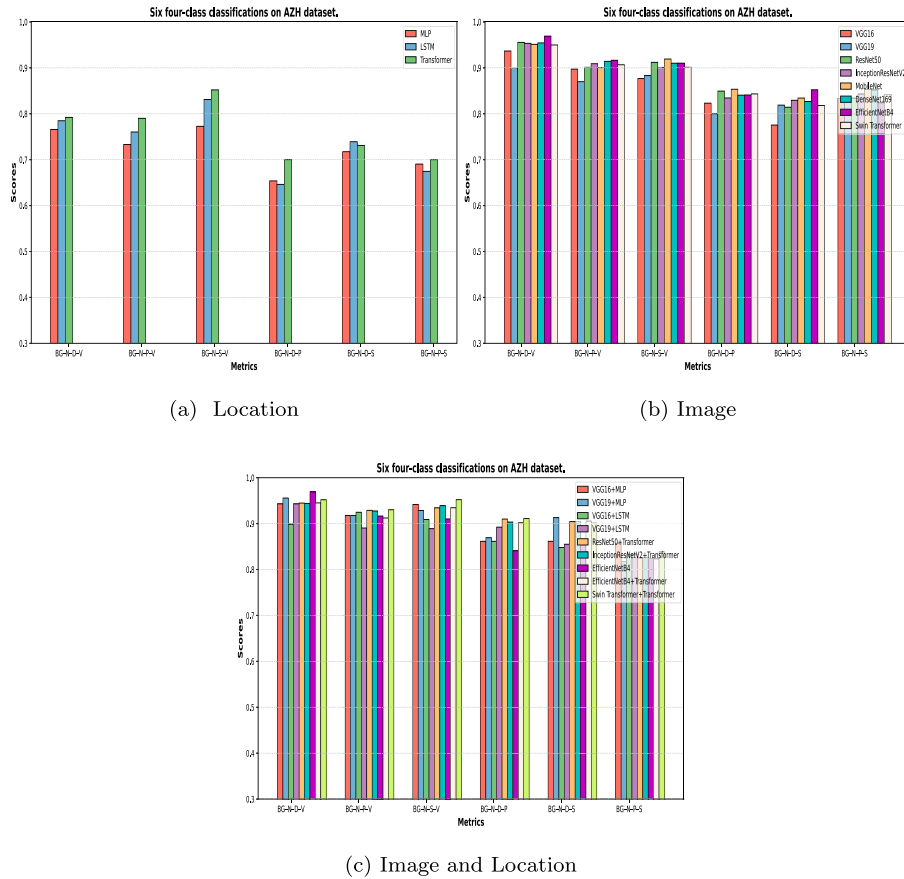 Six four-class classifications on AZH dataset.
1,0
0,9
0,8
0,7
0,6
0,5
0,4
0,3
Scores
MLP
LSTM
Transformer
BG-N-D-V
BG-N-P-V
BG-N-S-V
BG-N-D-P
BG-N-D-S
BG-N-P-S
Metrics
(a) Location
Six four-class classifications on AZH dataset.
1,0
0,9
0,8
0,7
0,6
0,5
0,4
0,3
Scores
VGG16
VGG19
ResNet50
InceptionResNetV2
MobileNet
DenseNet169
EfficientNetB4
Swin Transformer
BG-N-D-V
BG-N-P-V
BG-N-S-V
BG-N-D-P
BG-N-D-S
BG-N-P-S
Metrics
(b) Image
Six four-class classifications on AZH dataset.
1,0
0,9
0,8
0,7
0,6
0,5
0,4
0,3
Scores
VGG16+MLP
VGG19+MLP
VGG16+LSTM
VGG19+LSTM
ResNet50+Transformer
InceptionResNetV2+Transformer
EfficientNetB4
EfficientNetB4+Transformer
Swin Transformer+Transformer
BG-N-D-V
BG-N-P-V
BG-N-S-V
BG-N-D-P
BG-N-D-S
BG-N-P-S
Metrics
(c) Image and Location